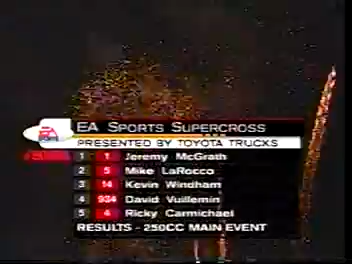 EA SPORTS SUPERCROSS
PRESENTED BY TOYOTA TRUCKS
1 1 Jeremy McGrath
2 5 Mike LaRocco
3 14 Kevin Windham
4 934 David Vuillemin
5 4 Ricky Carmichael
RESULTS - 250CC MAIN EVENT